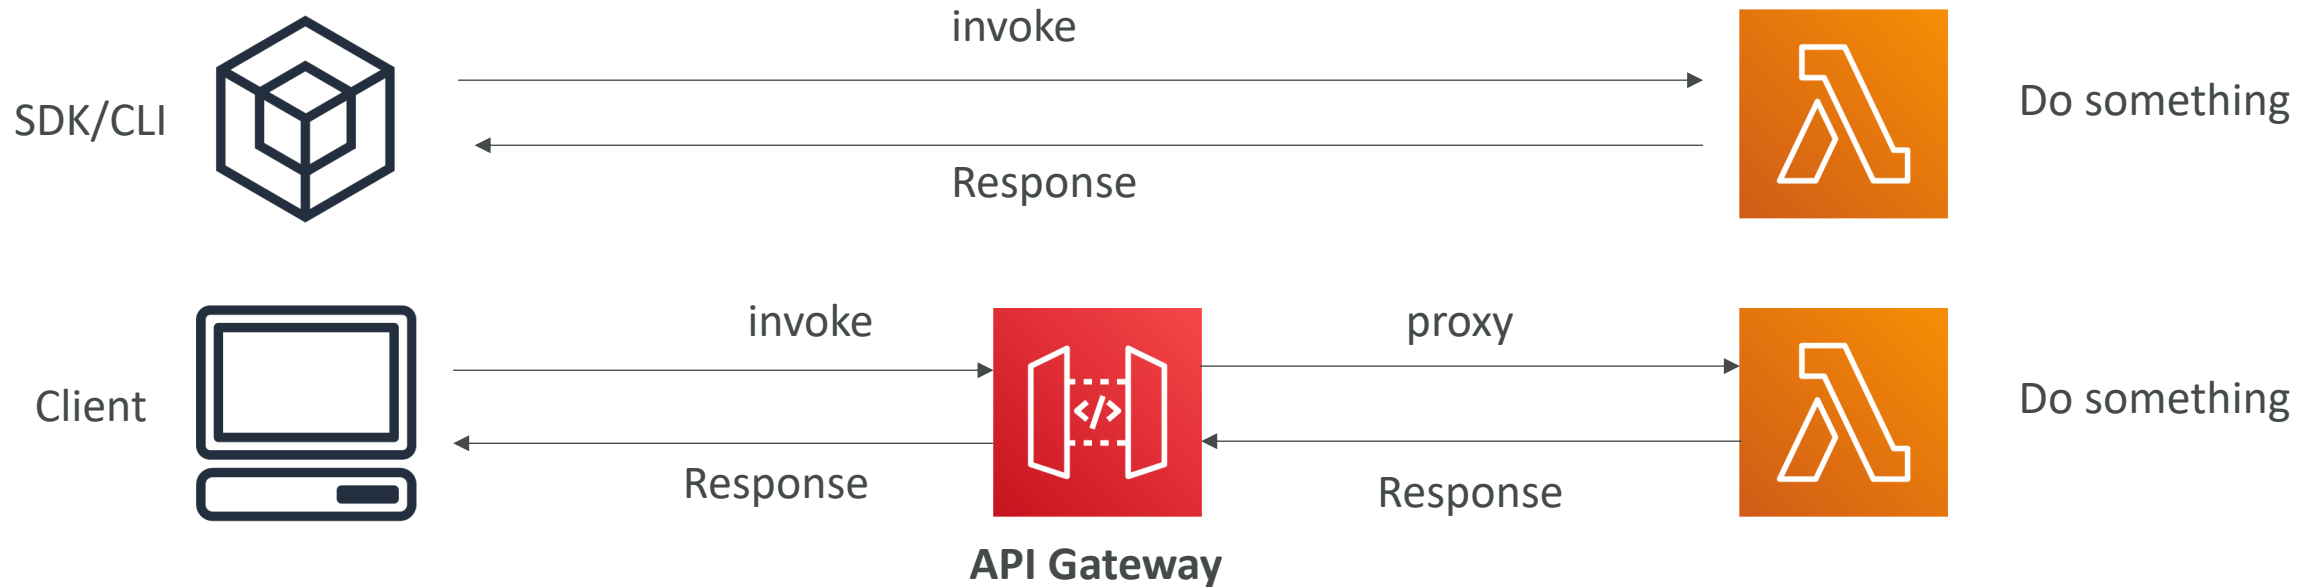 invoke
SDK/CLI
Do something
Response
invoke
proxy
Client
</>
Do something
Response
Response
API Gateway